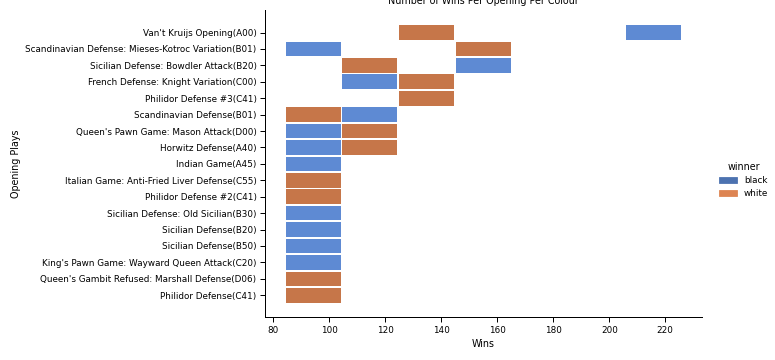 Number of Wins Per Opening Per Colour
Van't Kruijs Opening(A00)
Scandinavian Defense: Mieses-Kotroc Variation(B01)
Sicilian Defense: Bowdler Attack(B20)
French Defense: Knight Variation(C00)
Philidor Defense #3(C41)
Scandinavian Defense(B01)
Queen's Pawn Game: Mason Attack(D00)
Horwitz Defense(A40)
Indian Game(A45)
Italian Game: Anti-Fried Liver Defense(C55)
Philidor Defense #2(C41)
Sicilian Defense: Old Sicilian(B30)
Sicilian Defense(B20)
Sicilian Defense(B50)
King's Pawn Game: Wayward Queen Attack(C20)
Queen's Gambit Refused: Marshall Defense(D06)
Philidor Defense(C41)
Opening Plays
80 100 120 140 160 180 200 220
Wins
winner
black
white